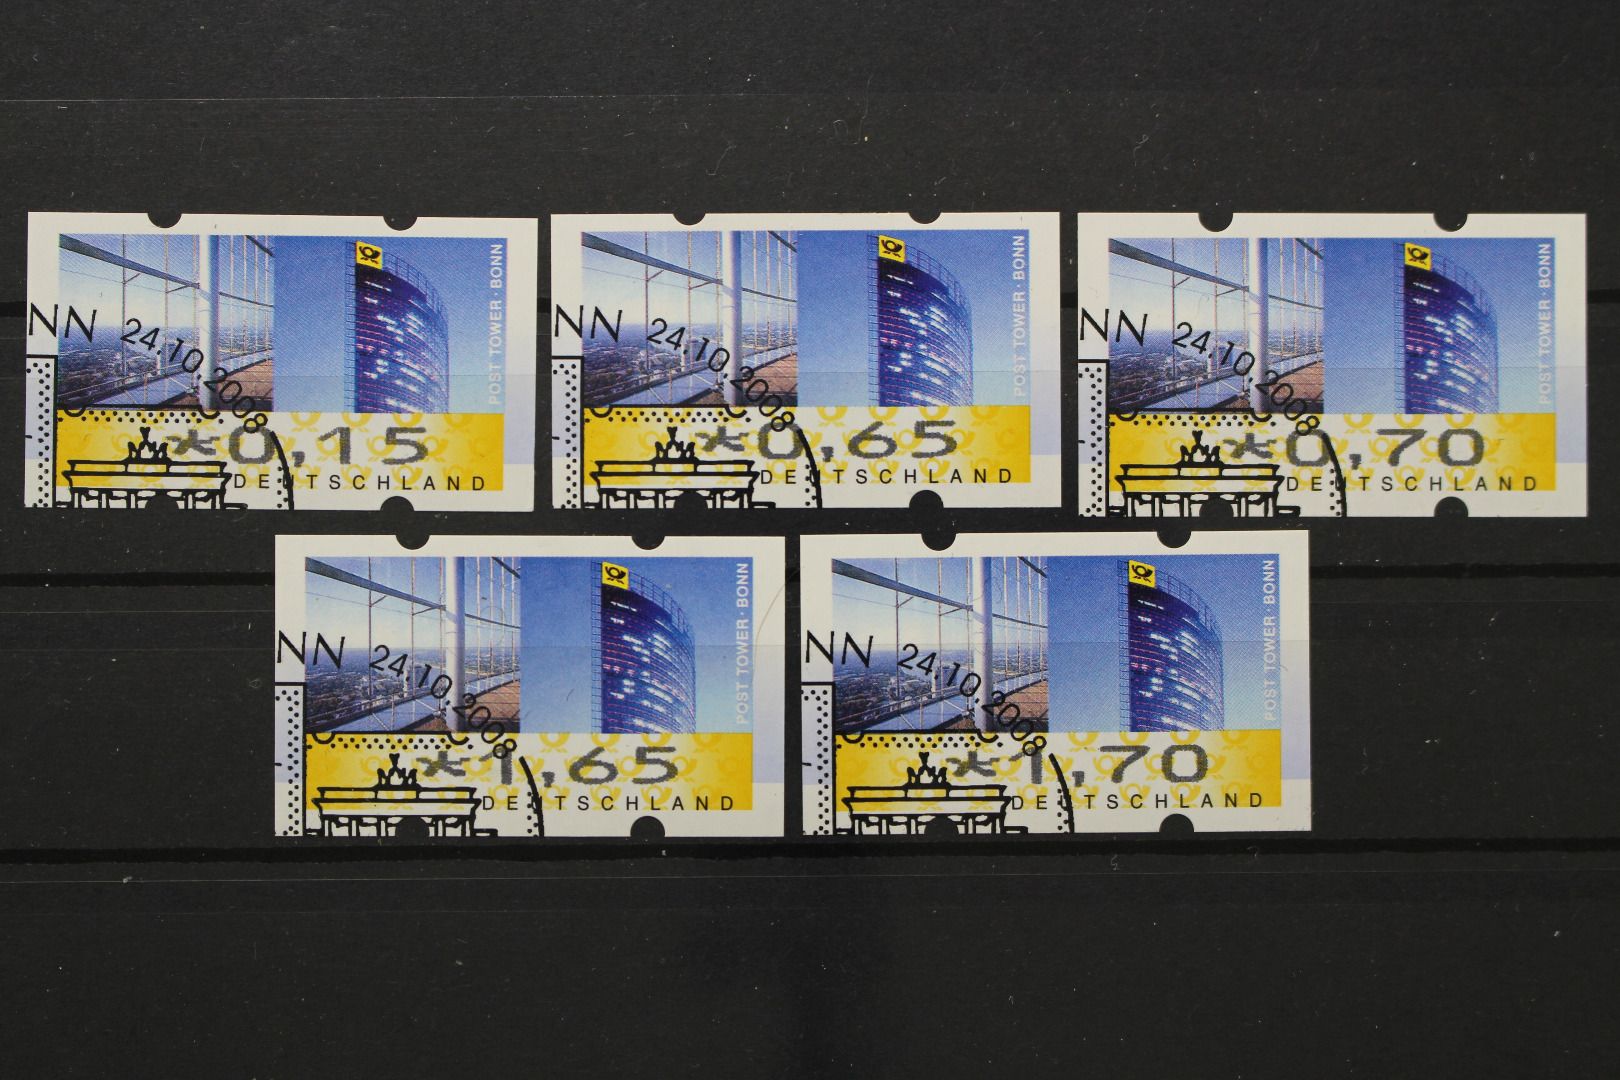 POST TOWER · BONN
NN 24.10.2008
*0,15
DEUTSCHLAND
POST TOWER · BONN
NN 24.10.2008
*0,65
DEUTSCHLAND
POST TOWER · BONN
NN 24.10.2008
*0,70
DEUTSCHLAND
POST TOWER · BONN
NN 24.10.2008
*1,65
DEUTSCHLAND
POST TOWER · BONN
NN 24.10.2008
*1,70
DEUTSCHLAND